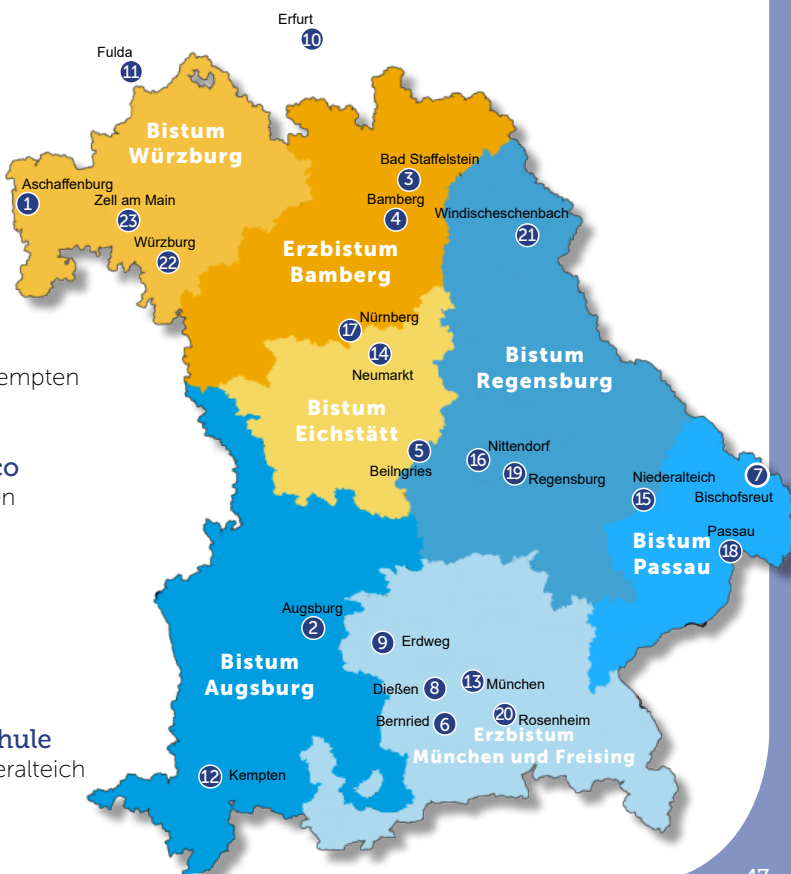 Erfurt
10
Fulda
11
Bistum
Würzburg
Bad Staffelstein
3
Aschaffenburg
1
Zell am Main
23
Bamberg
4
Windischeschenbach
21
Würzburg
22
Erzbistum
Bamberg
Nürnberg
17
14
Neumarkt
Bistum
Regensburg
empten
Bistum
Eichstätt
5
Beilngries
Nittendorf
16
19
Regensburg
co
en
Niederalteich
15
7
Bischofsreut
Passau
18
Bistum
Passau
Augsburg
2
9
Erdweg
Bistum
Augsburg
Dießen
8
13
München
Bernried
6
20
Rosenheim
Erzbistum
München und Freising
hule
eralteich
12
Kempten